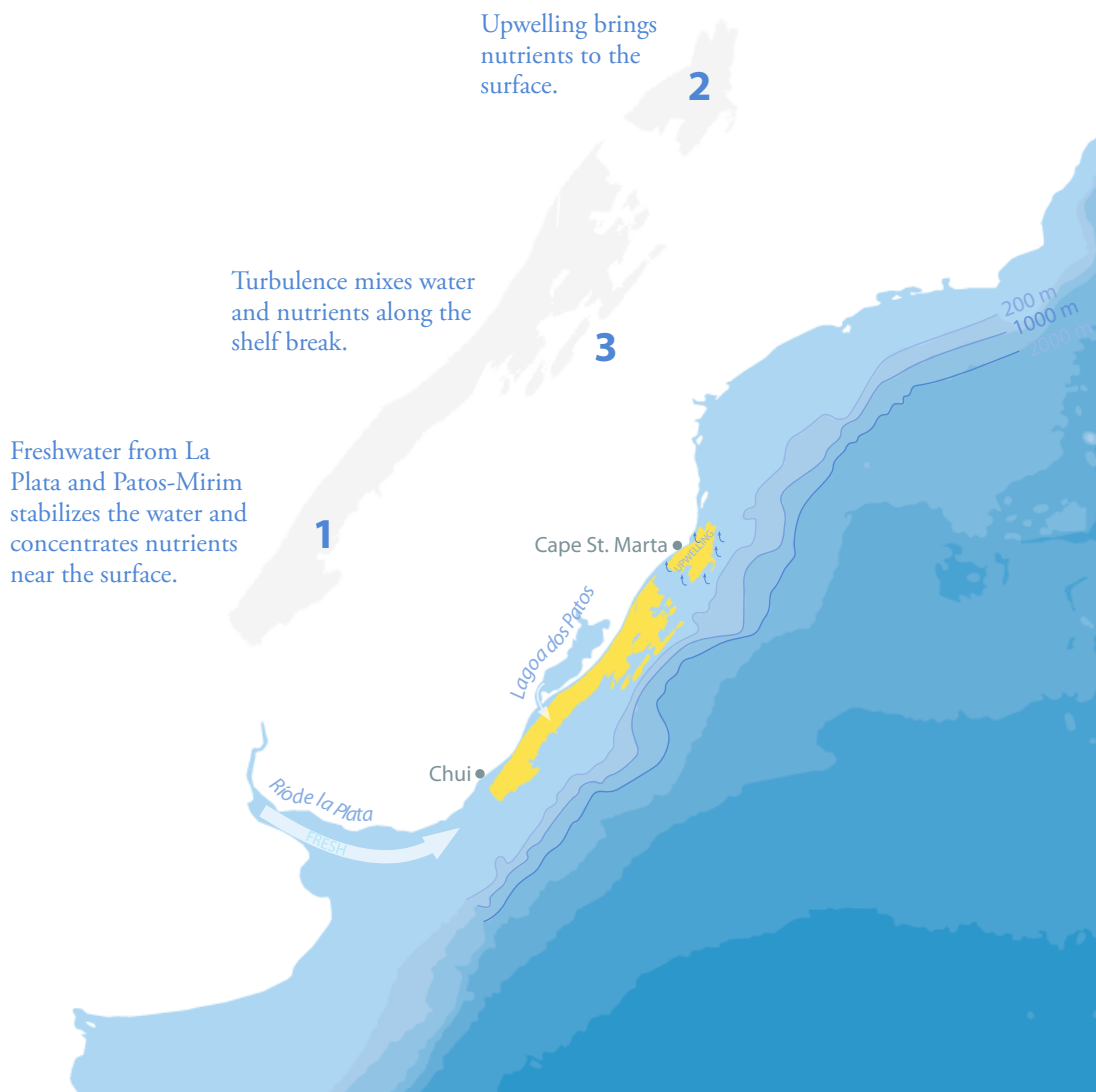 Upwelling brings
nutrients to the
surface.
2
Turbulence mixes water
and nutrients along the
shelf break.
3
200 m
1000 m
2000 m
Freshwater from La
Plata and Patos-Mirim
stabilizes the water and
concentrates nutrients
near the surface.
1
Cape St. Marta
UPWELLING
Lagoa dos Patos
Chui
Río de la Plata
FRESH